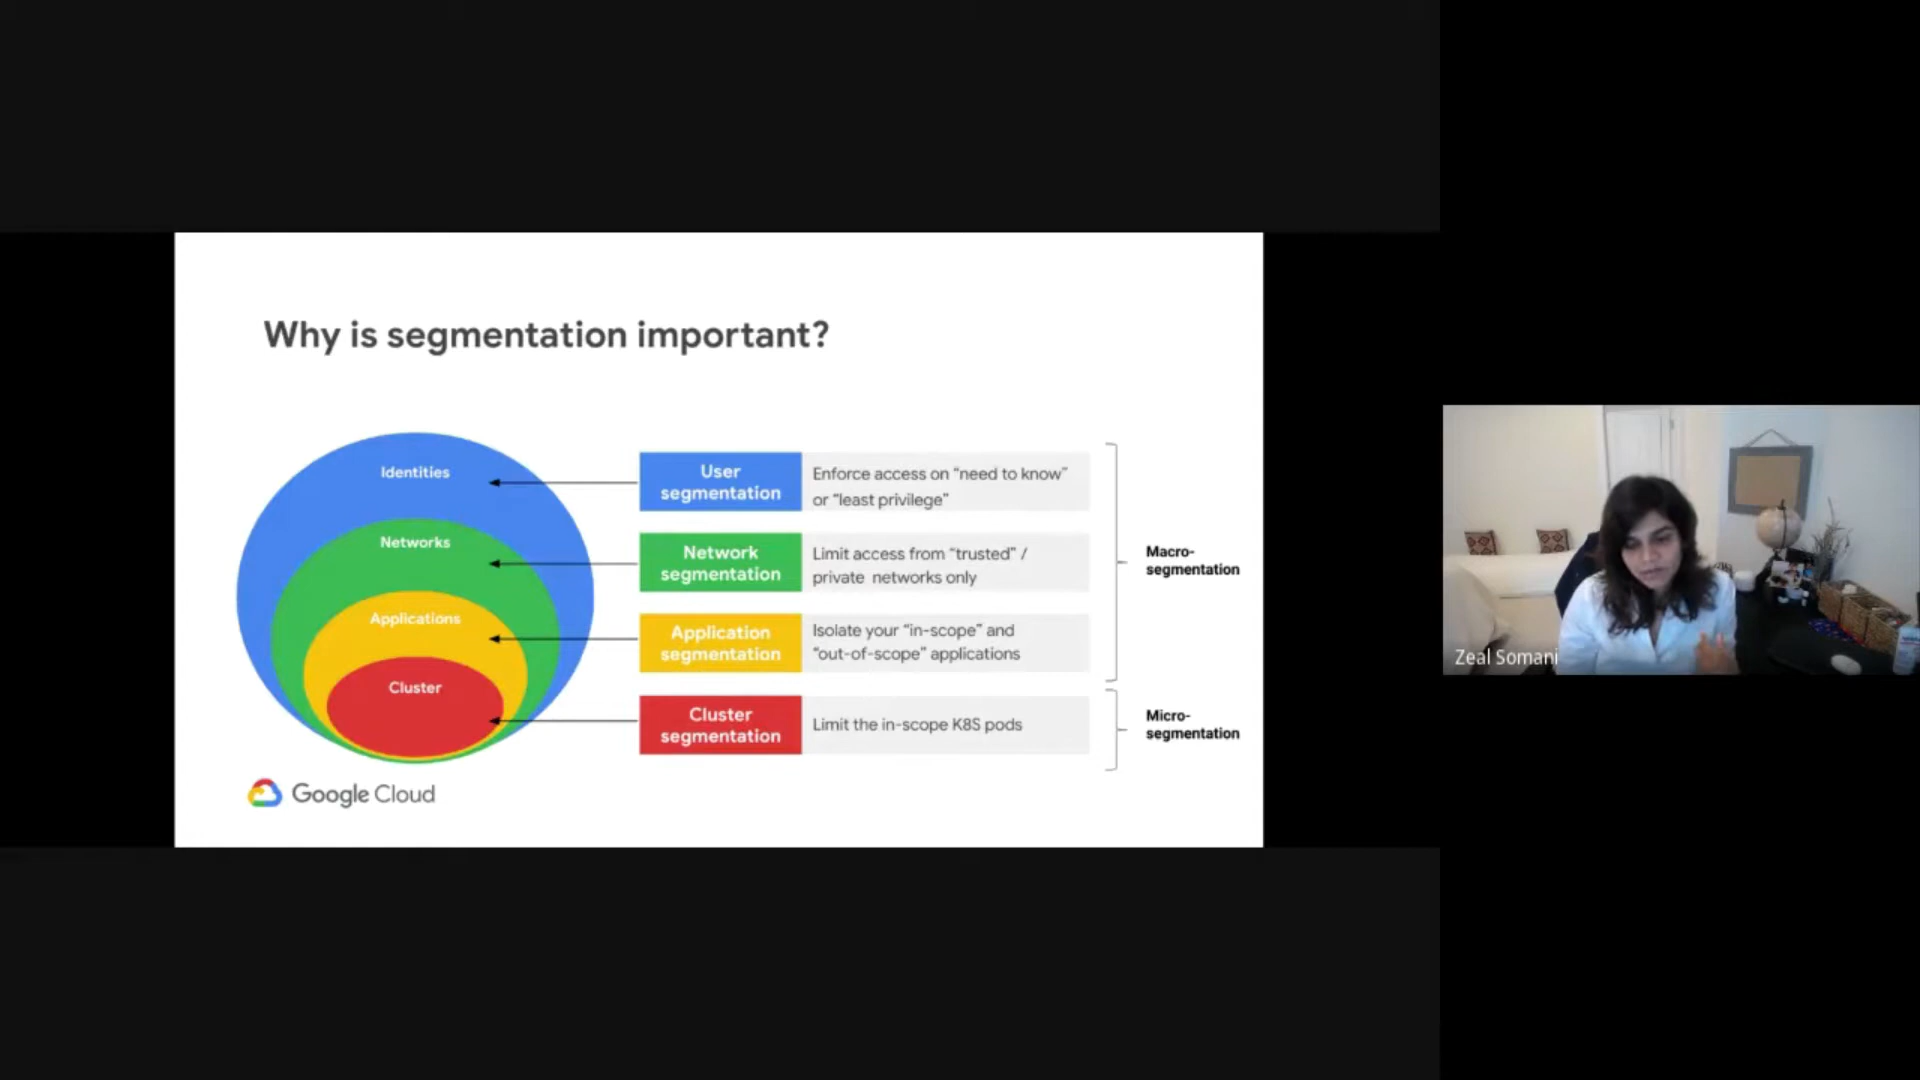 Why is segmentation important?
Identities
Networks
Applications
Cluster
User
segmentation
Enforce access on “need to know”
or “least privilege”
Network
segmentation
Limit access from “trusted” /
private networks only
Application
segmentation
Isolate your “in-scope” and
“out-of-scope” applications
Cluster
segmentation
Limit the in-scope K8S pods
Macro-
segmentation
Micro-
segmentation
Google Cloud
Zeal Somani